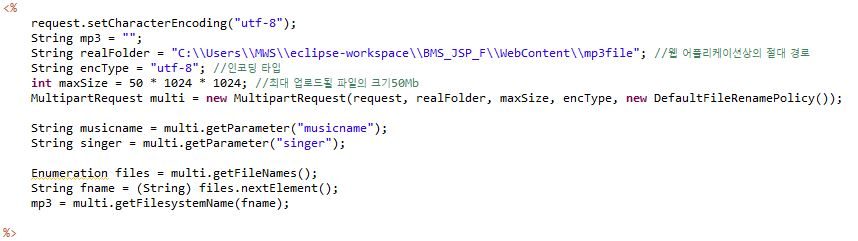 <%
request.setCharacterEncoding("utf-8");
String mp3 = "";
String realFolder = "C:\\Users\\MWS\\eclipse-workspace\\BMS_JSP_F\\WebContent\\mp3file"; //웹 어플리케이션상의 절대 경로
String encType = "utf-8"; //인코딩 타입
int maxSize = 50 * 1024 * 1024; //최대 업로드될 파일의 크기50Mb
MultipartRequest multi = new MultipartRequest(request, realFolder, maxSize, encType, new DefaultFileRenamePolicy());
String musicname = multi.getParameter("musicname");
String singer = multi.getParameter("singer");
Enumeration files = multi.getFileNames();
String fname = (String) files.nextElement();
mp3 = multi.getFilesystemName(fname);
%>